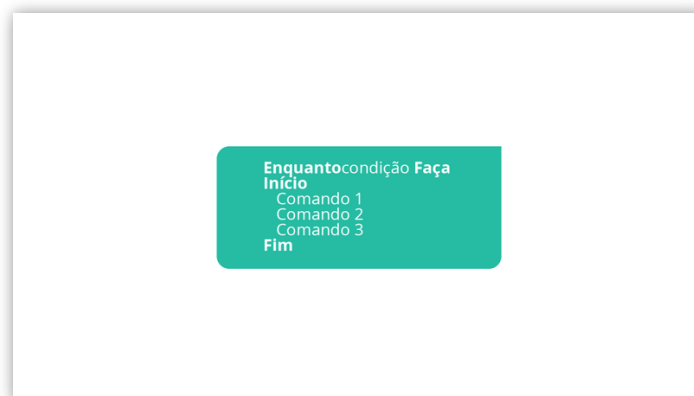 Enquantocondição Faça
Início
Comando 1
Comando 2
Comando 3
Fim